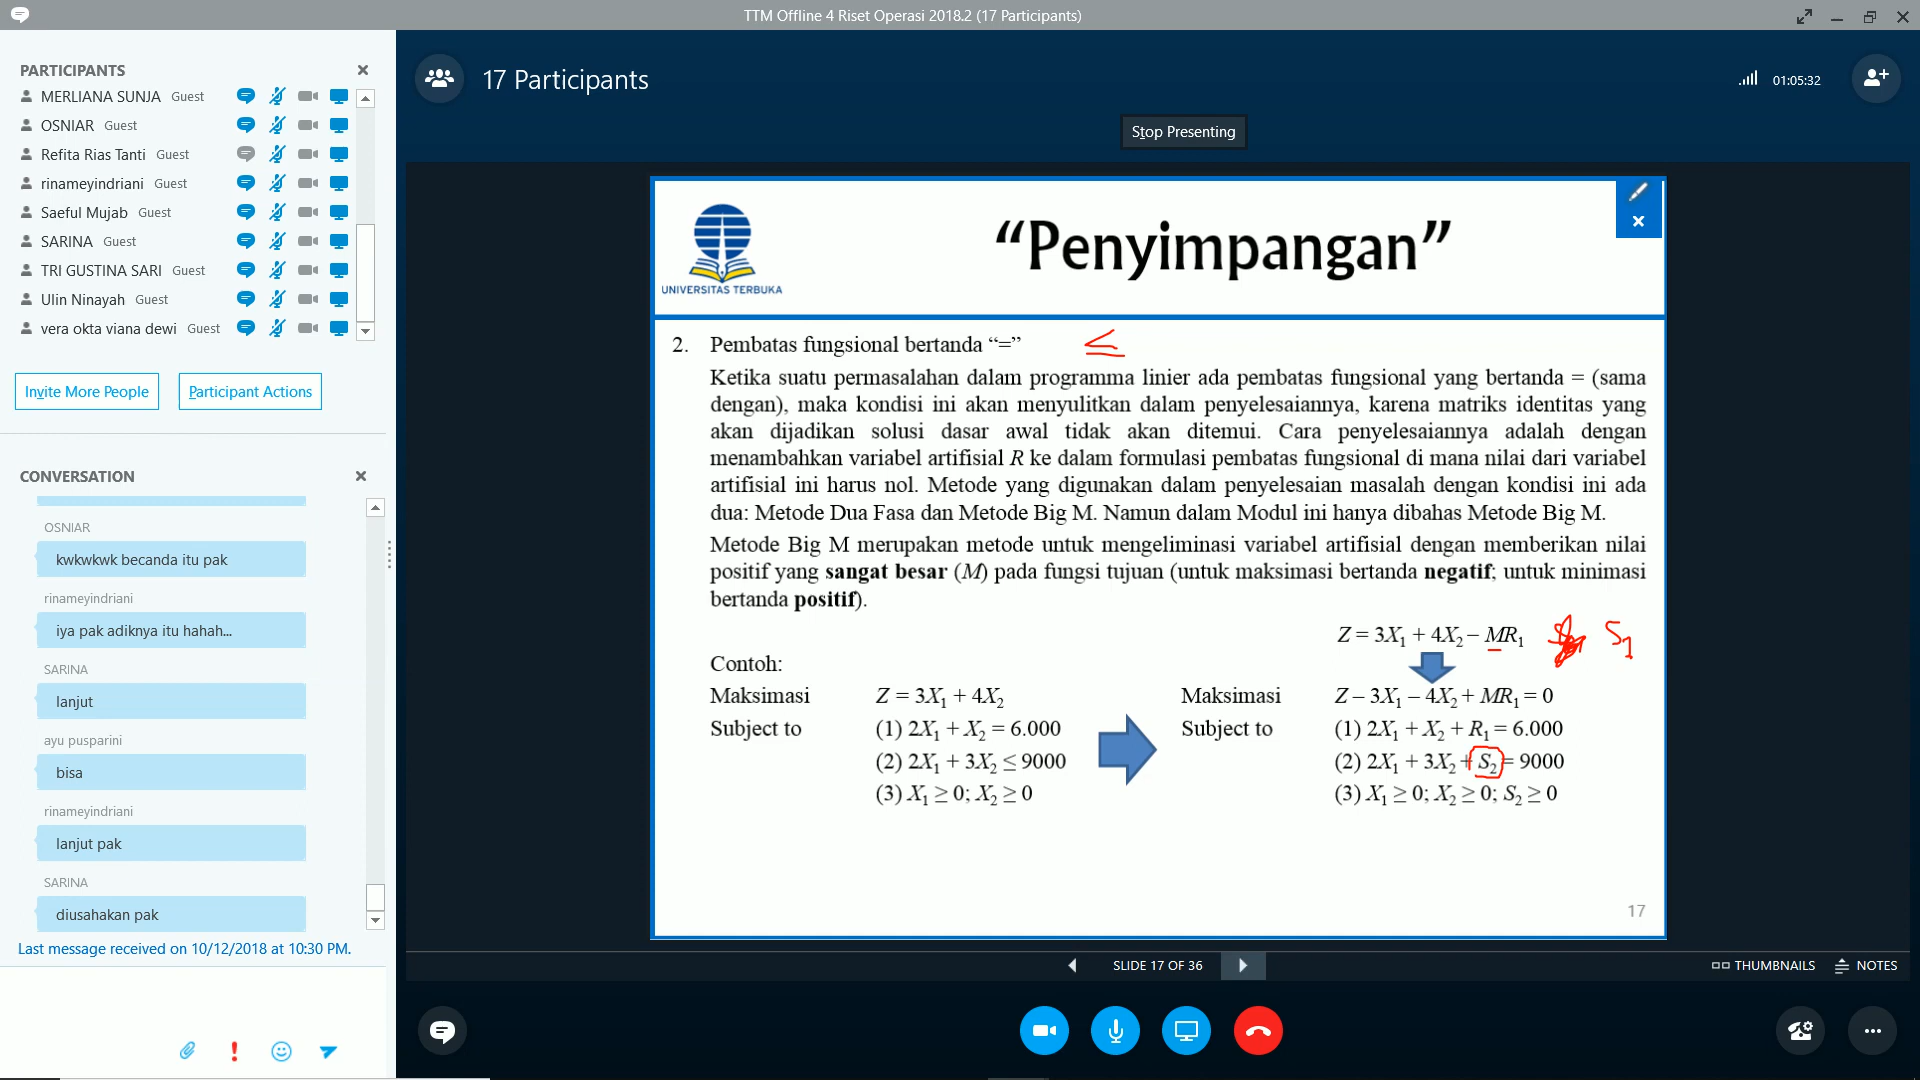 TTM Offline 4 Riset Operasi 2018.2 (17 Participants)
PARTICIPANTS
MERLIANA SUNJA Guest
OSNIAR Guest
Refita Rias Tanti Guest
rinameyindriani Guest
Saeful Mujab Guest
SARINA Guest
TRI GUSTINA SARI Guest
Ulin Ninayah Guest
vera okta viana dewi Guest
Invite More People
Participant Actions
CONVERSATION
OSNIAR
kwkwkwk becanda itu pak
rinameyindriani
iya pak adiknya itu hahah...
SARINA
lanjut
ayu pusparini
bisa
rinameyindriani
lanjut pak
SARINA
diusahakan pak
Last message received on 10/12/2018 at 10:30 PM.
17 Participants
01:05:32
Stop Presenting
UNIVERSITAS TERBUKA
“Penyimpangan”
2. Pembatas fungsional bertanda “=” ≤
Ketika suatu permasalahan dalam programma linier ada pembatas fungsional yang bertanda = (sama
dengan), maka kondisi ini akan menyulitkan dalam penyelesaiannya, karena matriks identitas yang
akan dijadikan solusi dasar awal tidak akan ditemui. Cara penyelesaiannya adalah dengan
menambahkan variabel artifisial R ke dalam formulasi pembatas fungsional di mana nilai dari variabel
artifisial ini harus nol. Metode yang digunakan dalam penyelesaian masalah dengan kondisi ini ada
dua: Metode Dua Fasa dan Metode Big M. Namun dalam Modul ini hanya dibahas Metode Big M.
Metode Big M merupakan metode untuk mengeliminasi variabel artifisial dengan memberikan nilai
positif yang sangat besar (M) pada fungsi tujuan (untuk maksimasi bertanda negatif; untuk minimasi
bertanda positif).
Z = 3X₁ + 4X₂ – MR₁ S₁
Contoh:
Maksimasi Z = 3X₁ + 4X₂
Subject to (1) 2X₁ + X₂ = 6.000
(2) 2X₁ + 3X₂ ≤ 9000
(3) X₁ ≥ 0; X₂ ≥ 0
Maksimasi Z – 3X₁ – 4X₂ + MR₁ = 0
Subject to (1) 2X₁ + X₂ + R₁ = 6.000
(2) 2X₁ + 3X₂ + S₂ = 9000
(3) X₁ ≥ 0; X₂ ≥ 0; S₂ ≥ 0
17
SLIDE 17 OF 36
THUMBNAILS
NOTES